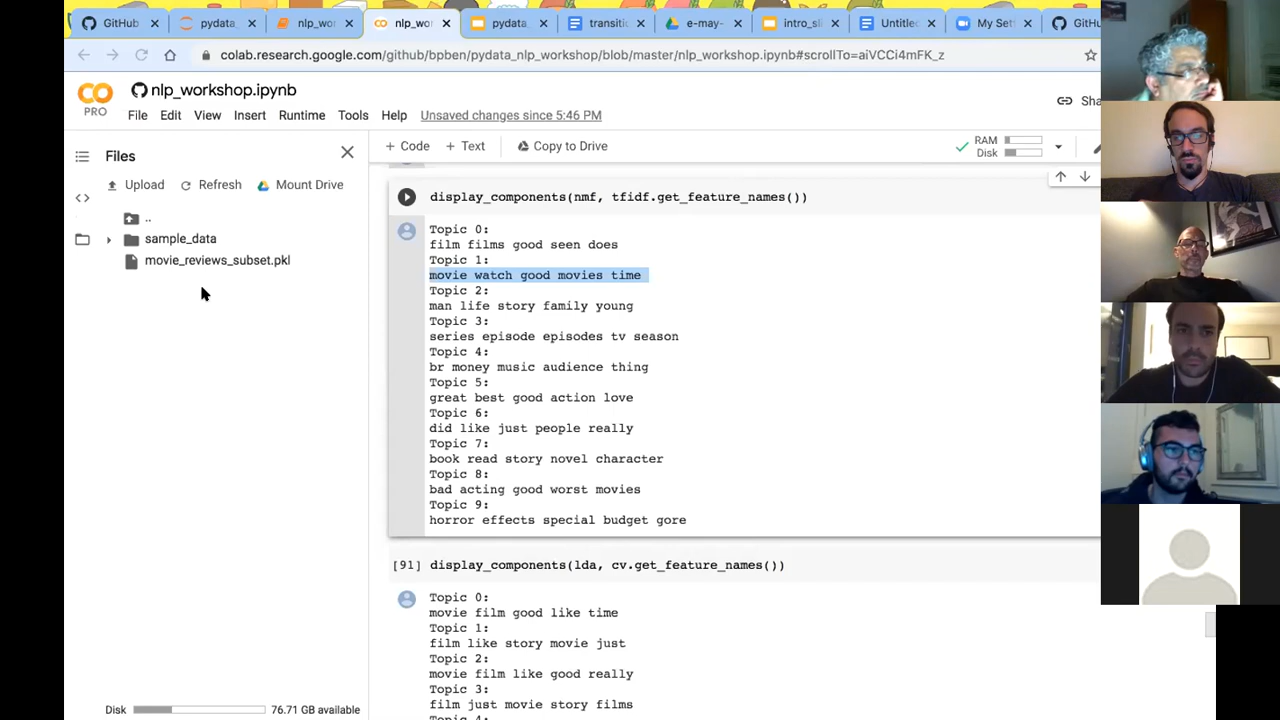 GitHub
pydata_
nlp_wo
nlp_wo
pydata
transitio
e-may-
intro_sl
Untitled
My Set
GitHu
colab.research.google.com/github/bpben/pydata_nlp_workshop/blob/master/nlp_workshop.ipynb#scrollTo=aiVCCi4mFK_z
nlp_workshop.ipynb
PRO
File Edit View Insert Runtime Tools Help Unsaved changes since 5:46 PM
Sha
Files
+ Code + Text Copy to Drive
RAM
Disk
Upload Refresh Mount Drive
..
sample_data
movie_reviews_subset.pkl
display_components(nmf, tfidf.get_feature_names())
Topic 0:
film films good seen does
Topic 1:
movie watch good movies time
Topic 2:
man life story family young
Topic 3:
series episode episodes tv season
Topic 4:
br money music audience thing
Topic 5:
great best good action love
Topic 6:
did like just people really
Topic 7:
book read story novel character
Topic 8:
bad acting good worst movies
Topic 9:
horror effects special budget gore
[91] display_components(lda, cv.get_feature_names())
Topic 0:
movie film good like time
Topic 1:
film like story movie just
Topic 2:
movie film like good really
Topic 3:
film just movie story films
Disk 76.71 GB available